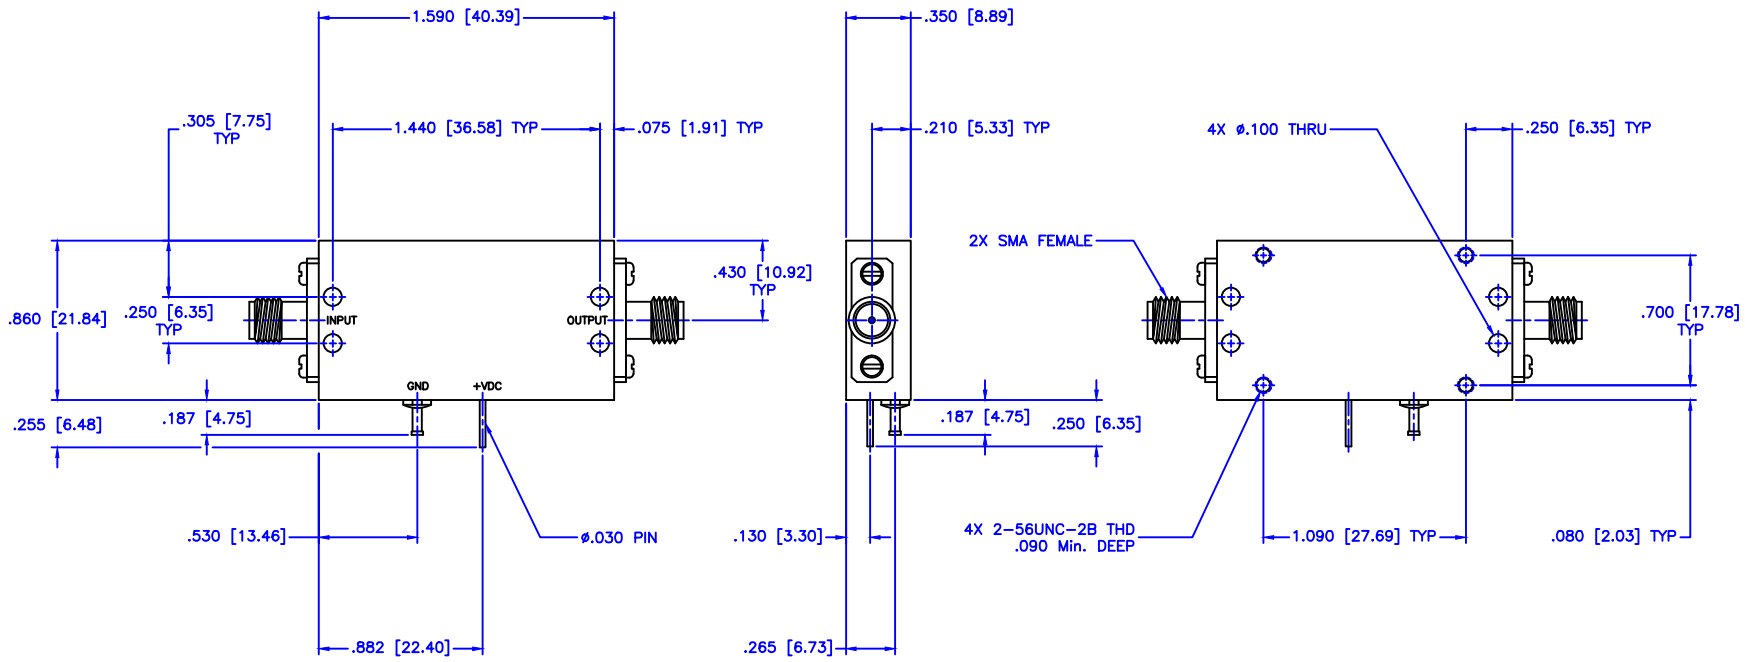 1.590 [40.39]
.350 [8.89]
.305 [7.75]
TYP
1.440 [36.58] TYP
.075 [1.91] TYP
.210 [5.33] TYP
4X ø.100 THRU
.250 [6.35] TYP
2X SMA FEMALE
.430 [10.92]
TYP
.860 [21.84]
.250 [6.35]
TYP
INPUT
OUTPUT
.700 [17.78]
TYP
GND
+VDC
.255 [6.48]
.187 [4.75]
.187 [4.75]
.250 [6.35]
.530 [13.46]
ø.030 PIN
.130 [3.30]
4X 2-56UNC-2B THD
.090 Min. DEEP
1.090 [27.69] TYP
.080 [2.03] TYP
.882 [22.40]
.265 [6.73]